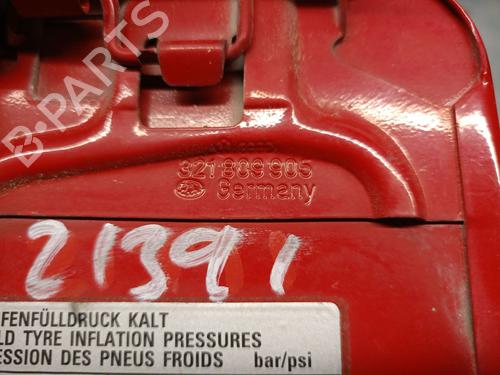 B-PARTS
321 809 905
Germany
21391
FENFÜLLDRUCK KALT
LD TYRE INFLATION PRESSURES
ESSION DES PNEUS FROIDS bar/psi